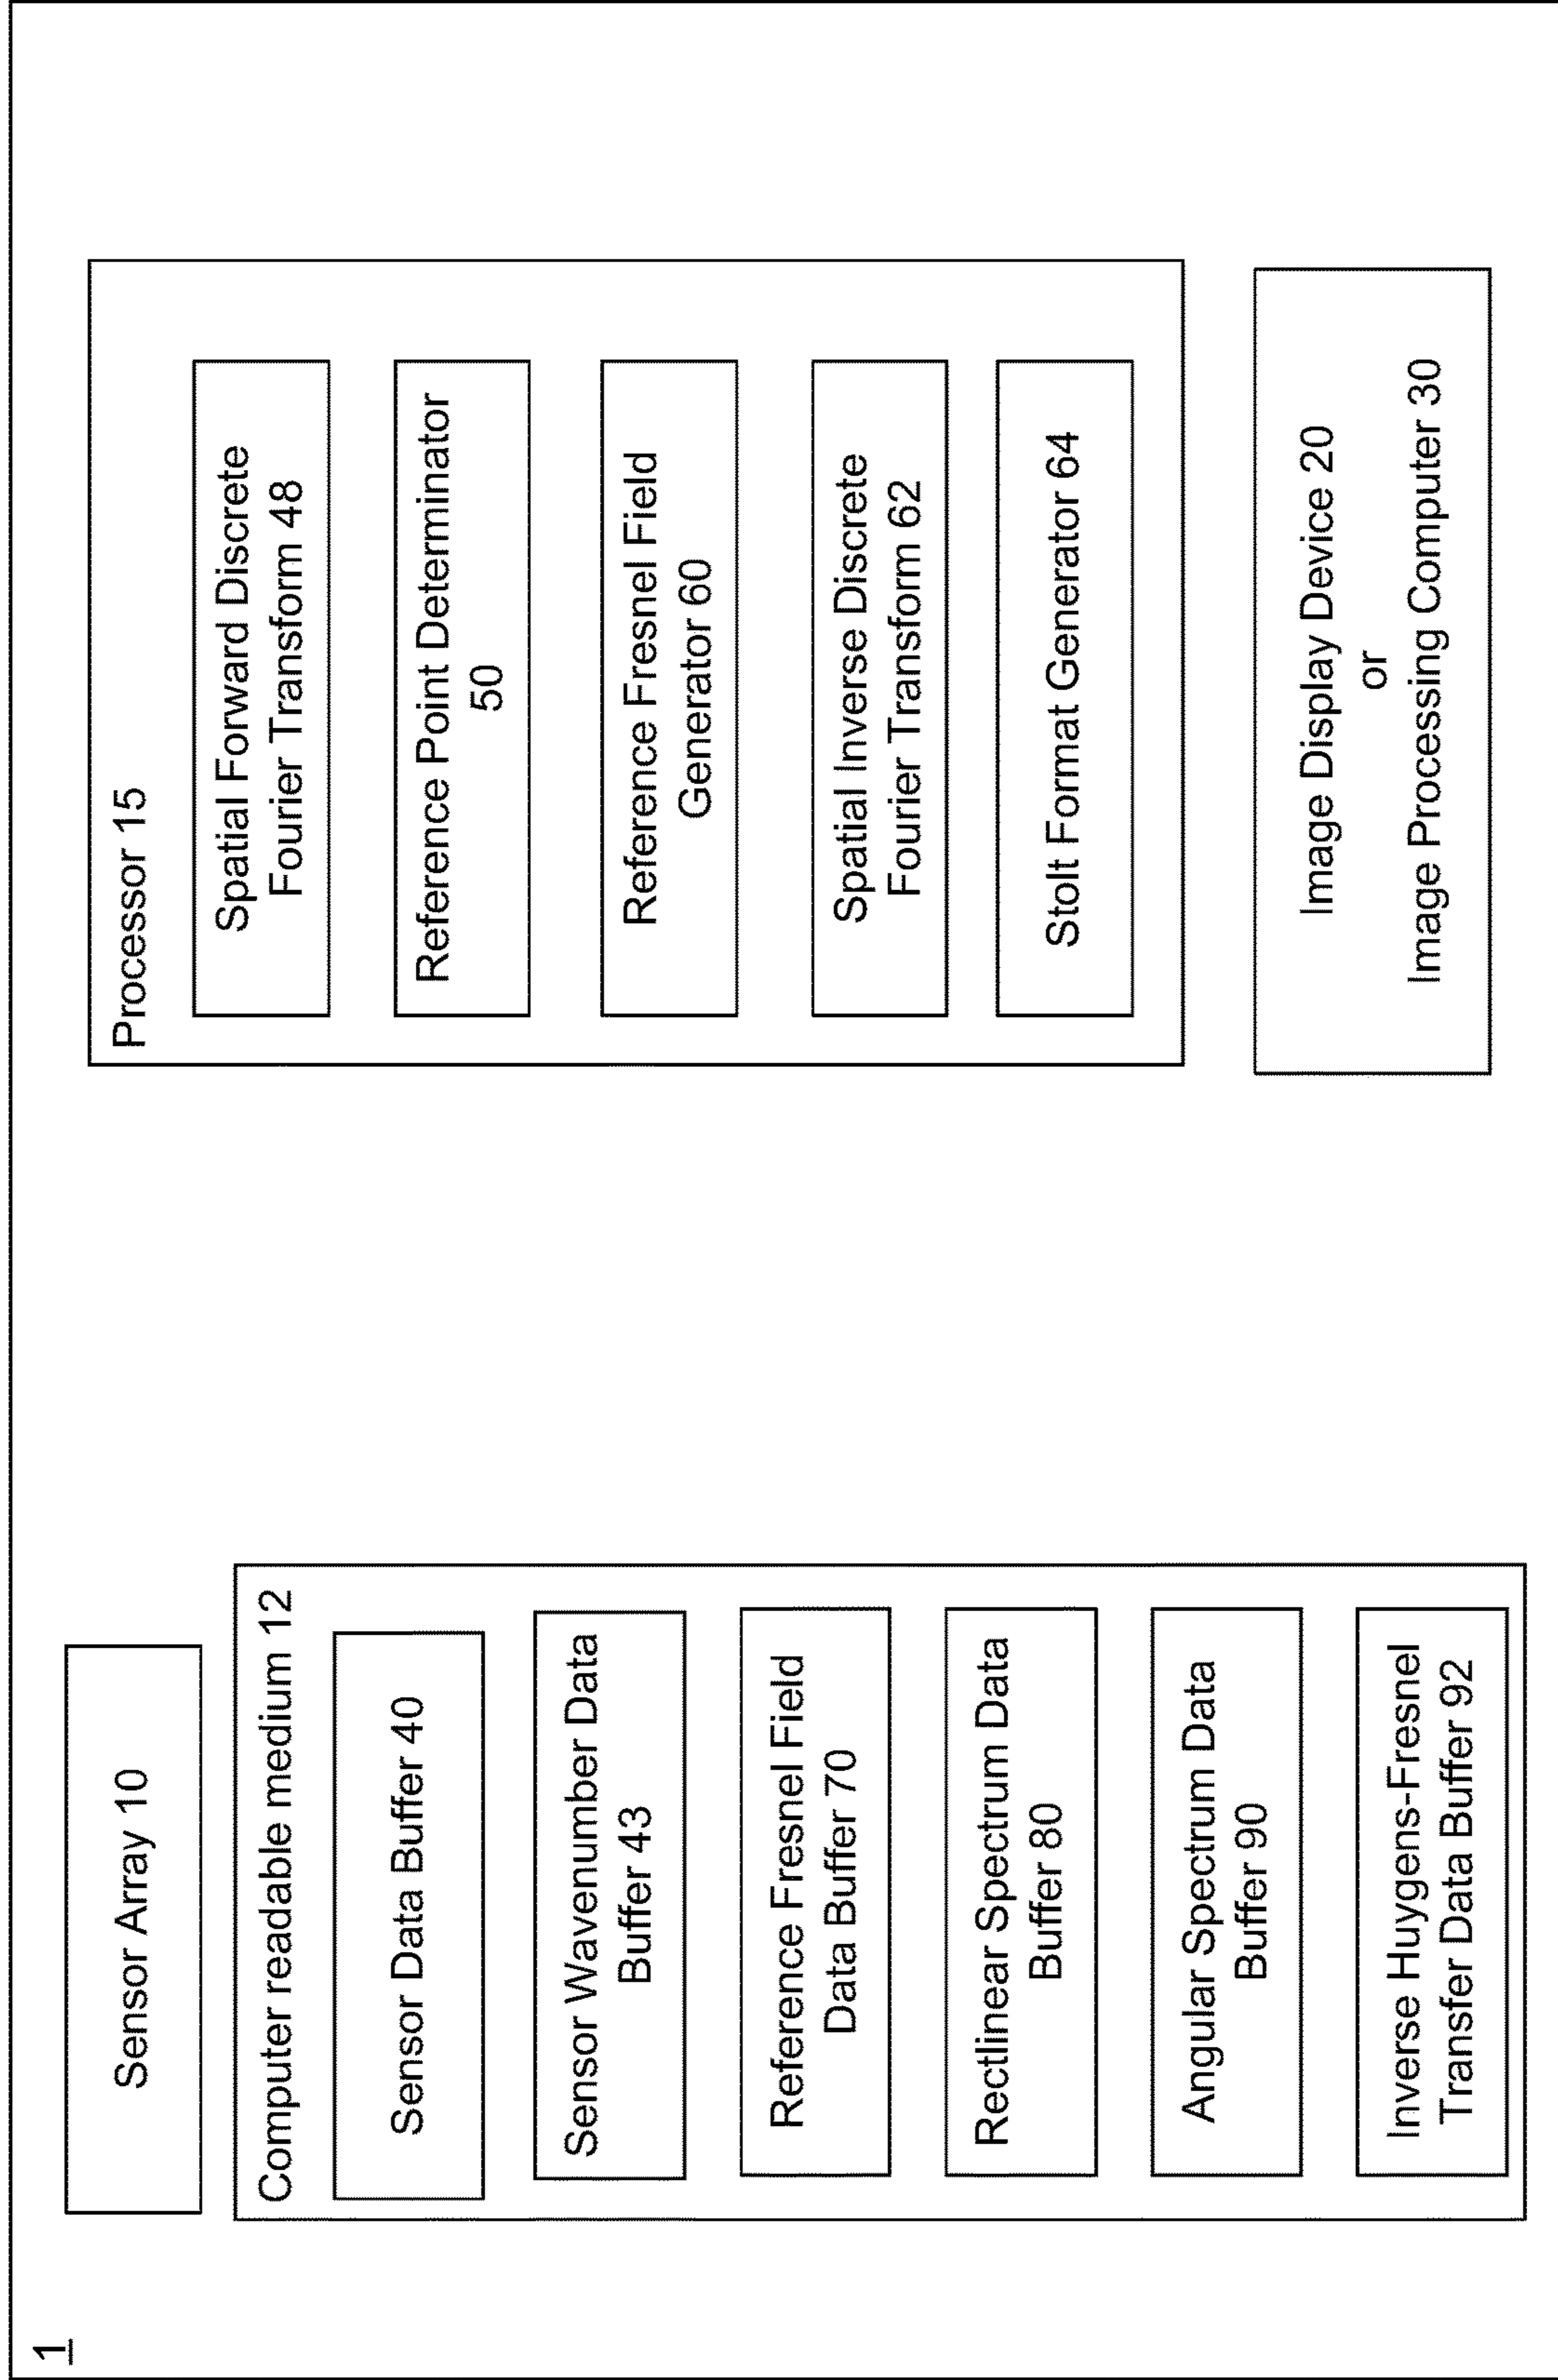 1
Sensor Array 10
Computer readable medium 12
Sensor Data Buffer 40
Sensor Wavenumber Data
Buffer 43
Reference Fresnel Field
Data Buffer 70
Rectlinear Spectrum Data
Buffer 80
Angular Spectrum Data
Buffer 90
Inverse Huygens-Fresnel
Transfer Data Buffer 92
Processor 15
Spatial Forward Discrete
Fourier Transform 48
Reference Point Determinator
50
Reference Fresnel Field
Generator 60
Spatial Inverse Discrete
Fourier Transform 62
Stolt Format Generator 64
Image Display Device 20
or
Image Processing Computer 30